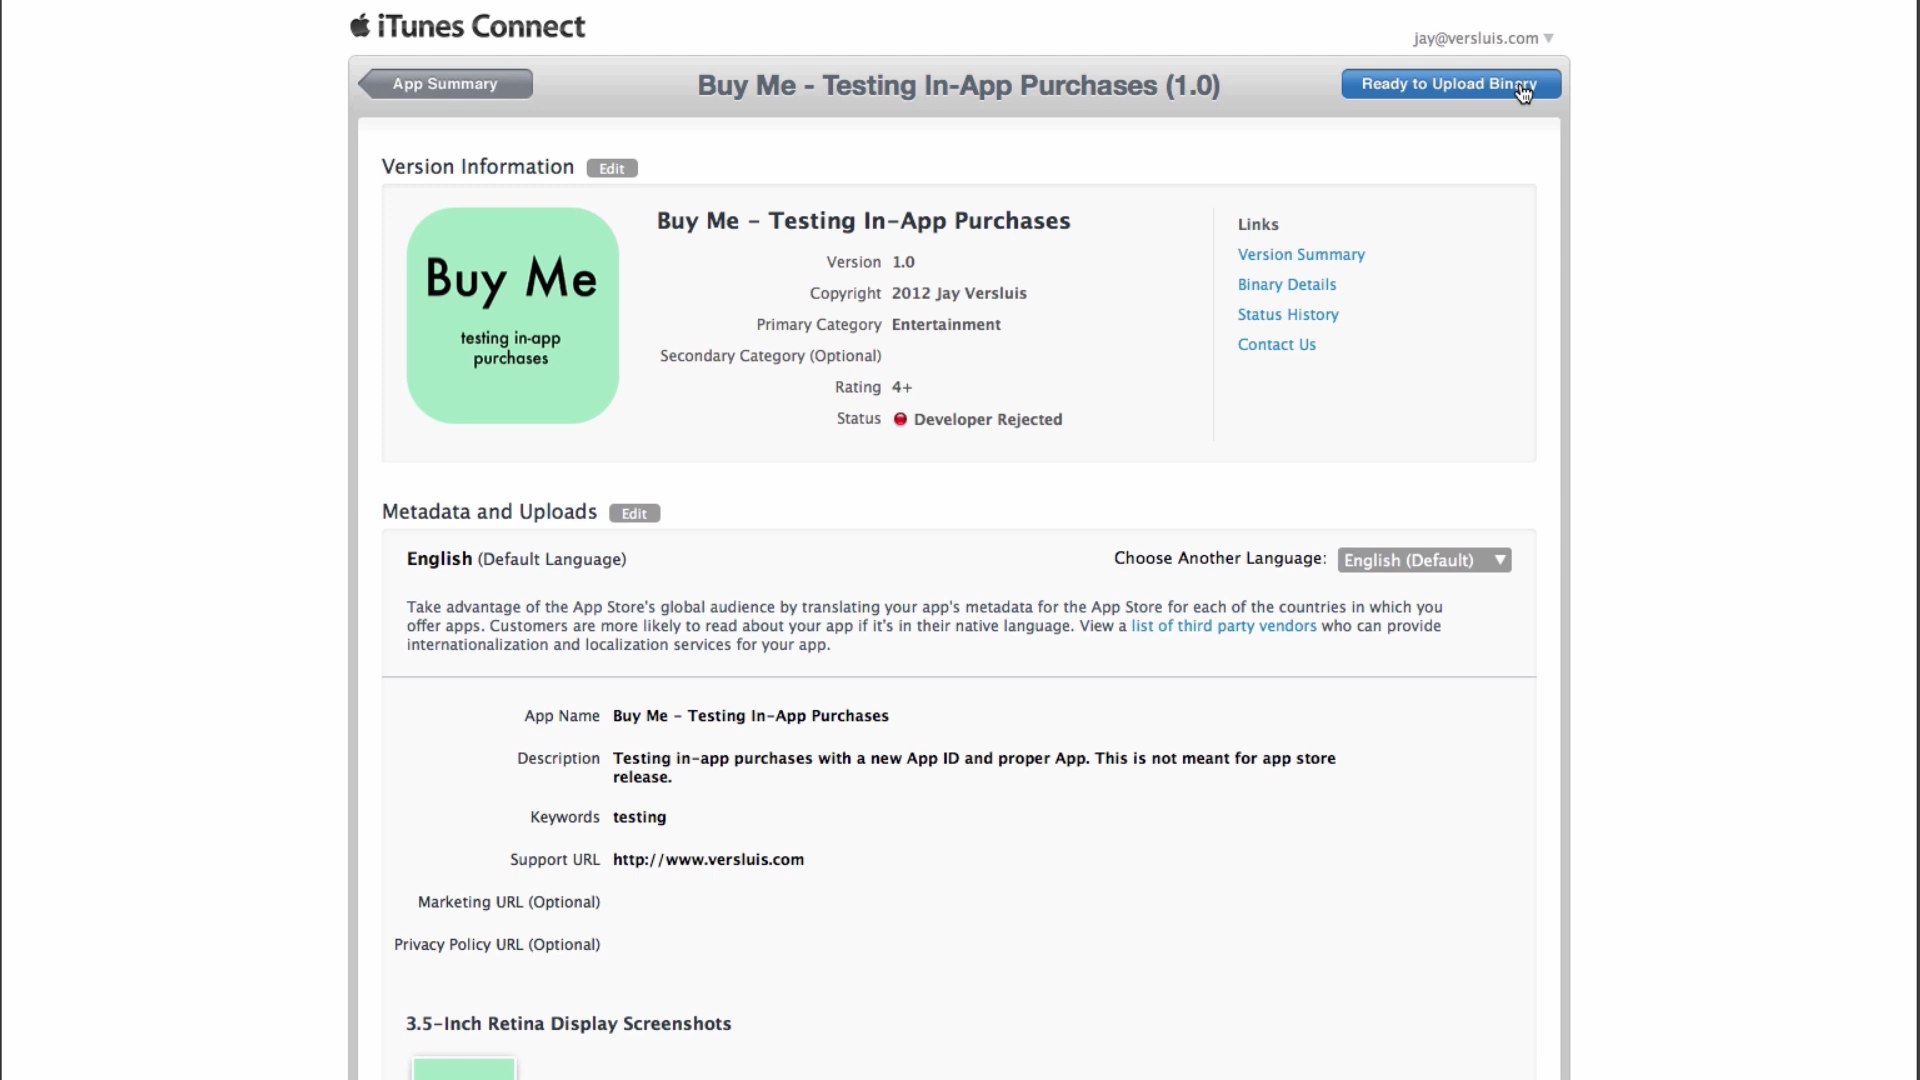 iTunes Connect
jay@versluis.com
App Summary
Buy Me - Testing In-App Purchases (1.0)
Ready to Upload Binary
Version Information
Edit
Buy Me
testing in-app
purchases
Buy Me - Testing In-App Purchases
Version 1.0
Copyright 2012 Jay Versluis
Primary Category Entertainment
Secondary Category (Optional)
Rating 4+
Status Developer Rejected
Links
Version Summary
Binary Details
Status History
Contact Us
Metadata and Uploads
Edit
English (Default Language)
Choose Another Language: English (Default)
Take advantage of the App Store's global audience by translating your app's metadata for the App Store for each of the countries in which you
offer apps. Customers are more likely to read about your app if it's in their native language. View a list of third party vendors who can provide
internationalization and localization services for your app.
App Name Buy Me - Testing In-App Purchases
Description Testing in-app purchases with a new App ID and proper App. This is not meant for app store
release.
Keywords testing
Support URL http://www.versluis.com
Marketing URL (Optional)
Privacy Policy URL (Optional)
3.5-Inch Retina Display Screenshots